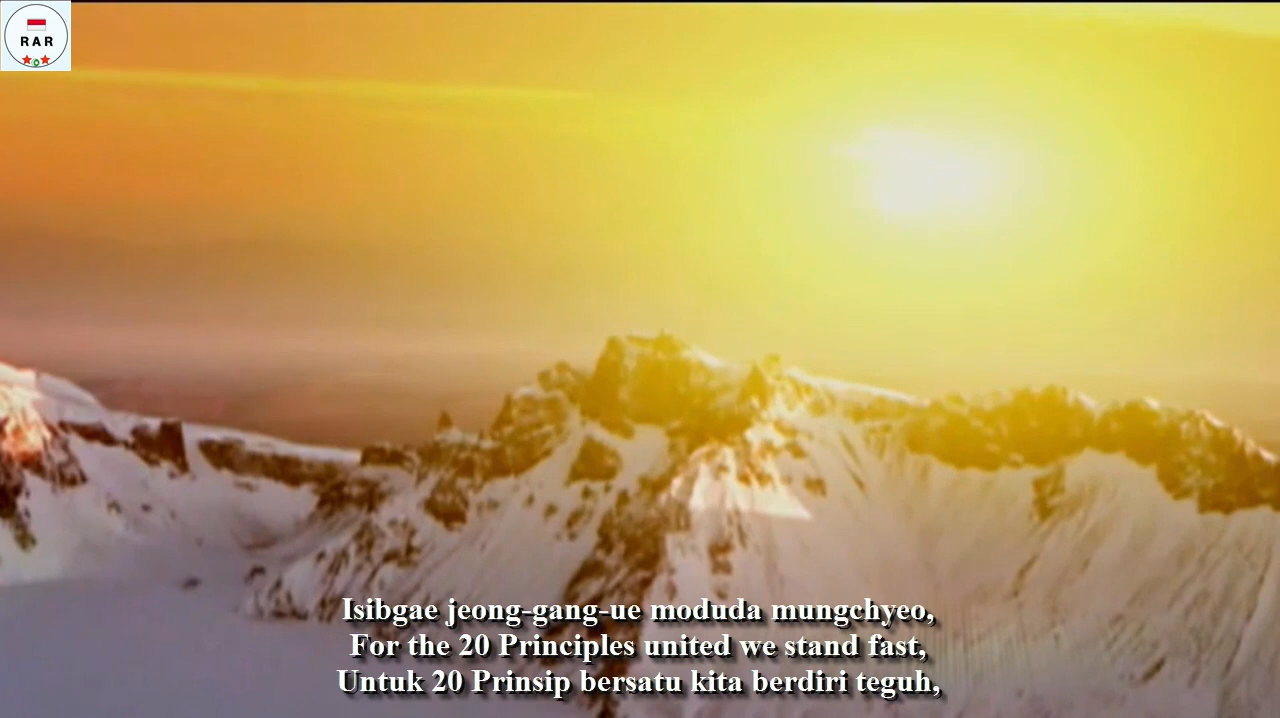 RAR
Isibgae jeong-gang-ue moduda mungchyeo,
For the 20 Principles united we stand fast,
Untuk 20 Prinsip bersatu kita berdiri teguh,